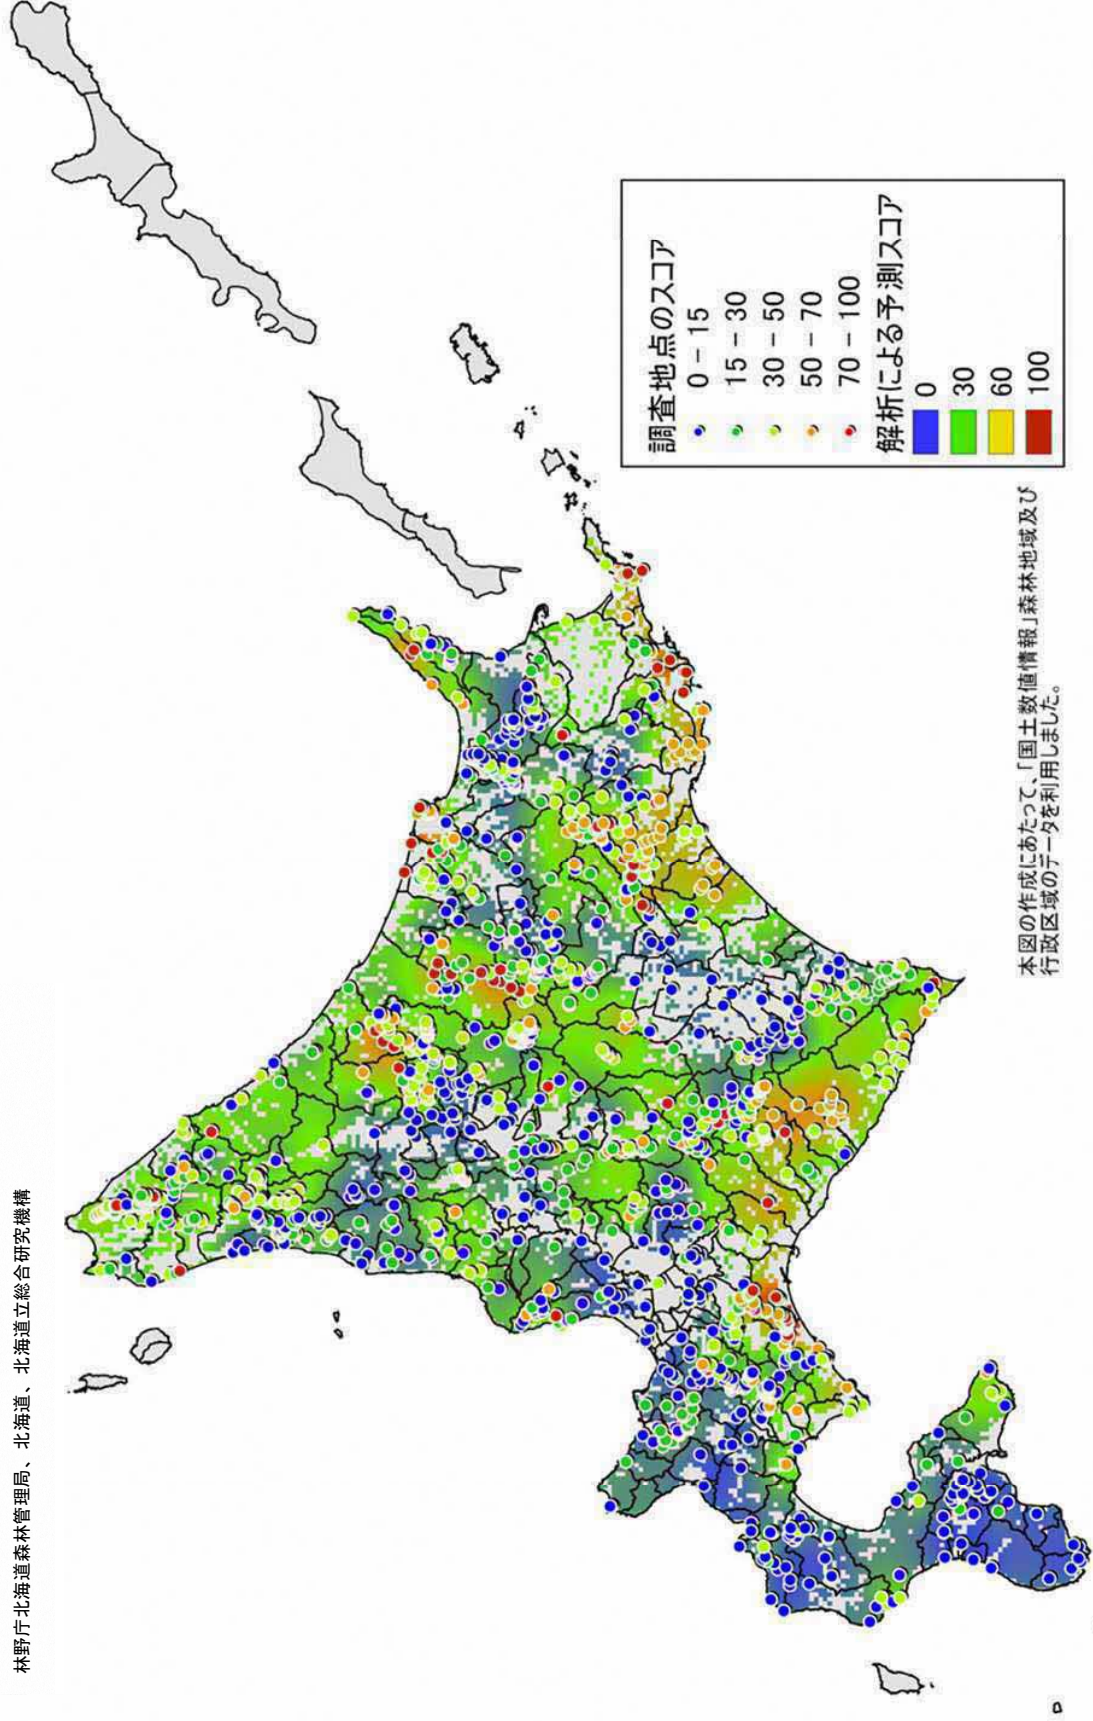 林野庁北海道森林管理局、北海道、北海道立総合研究機構
調査地点のスコア
0 - 15
15 - 30
30 - 50
50 - 70
70 - 100
解析による予測スコア
0
30
60
100
本図の作成にあたって、「国土数値情報」森林地域及び
行政区域のデータを利用しました。